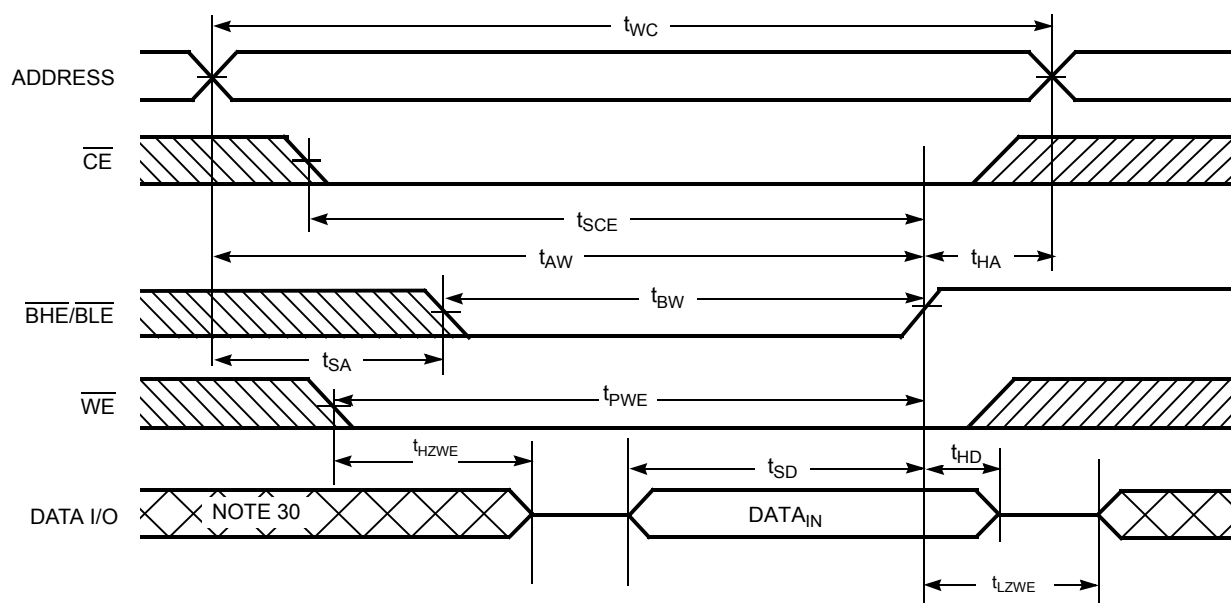 tWC
ADDRESS
CE
tSCE
tAW
tHA
BHE/BLE
tBW
tSA
WE
tPWE
tHZWE
tSD
tHD
DATA I/O
NOTE 30
DATAIN
tLZWE